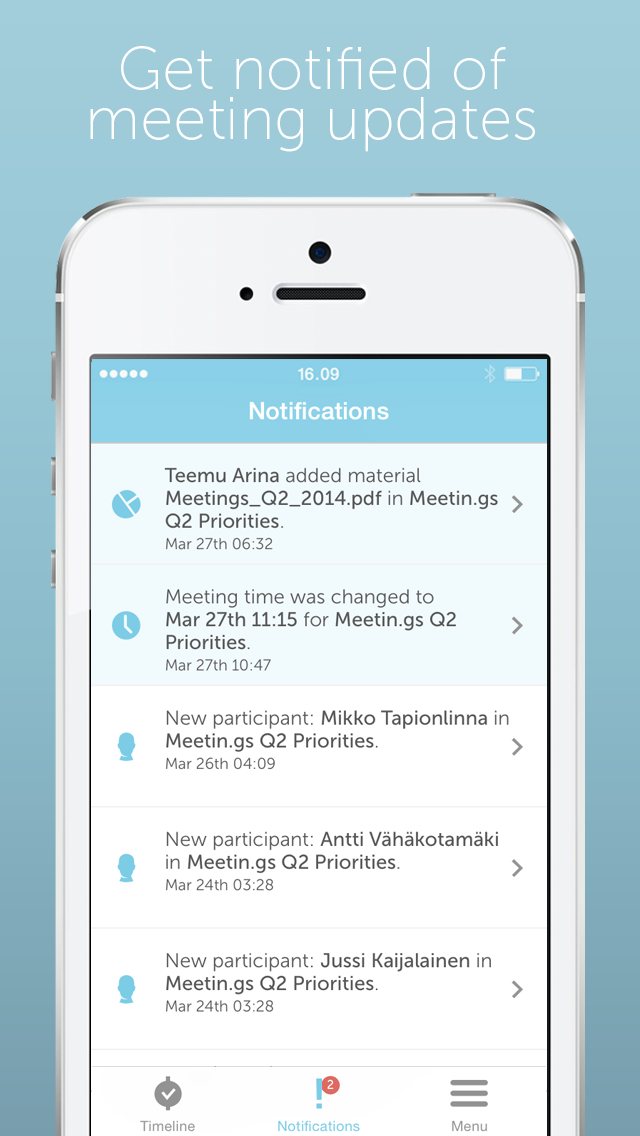 Get notified of
meeting updates
16.09
Notifications
Teemu Arina added material
Meetings_Q2_2014.pdf in Meetin.gs
Q2 Priorities.
Mar 27th 06:32
Meeting time was changed to
Mar 27th 11:15 for Meetin.gs Q2
Priorities.
Mar 27th 10:47
New participant: Mikko Tapionlinna in
Meetin.gs Q2 Priorities.
Mar 26th 04:09
New participant: Antti Vähäkotamäki
in Meetin.gs Q2 Priorities.
Mar 24th 03:28
New participant: Jussi Kaijalainen in
Meetin.gs Q2 Priorities.
Mar 24th 03:28
2
Timeline
Notifications
Menu